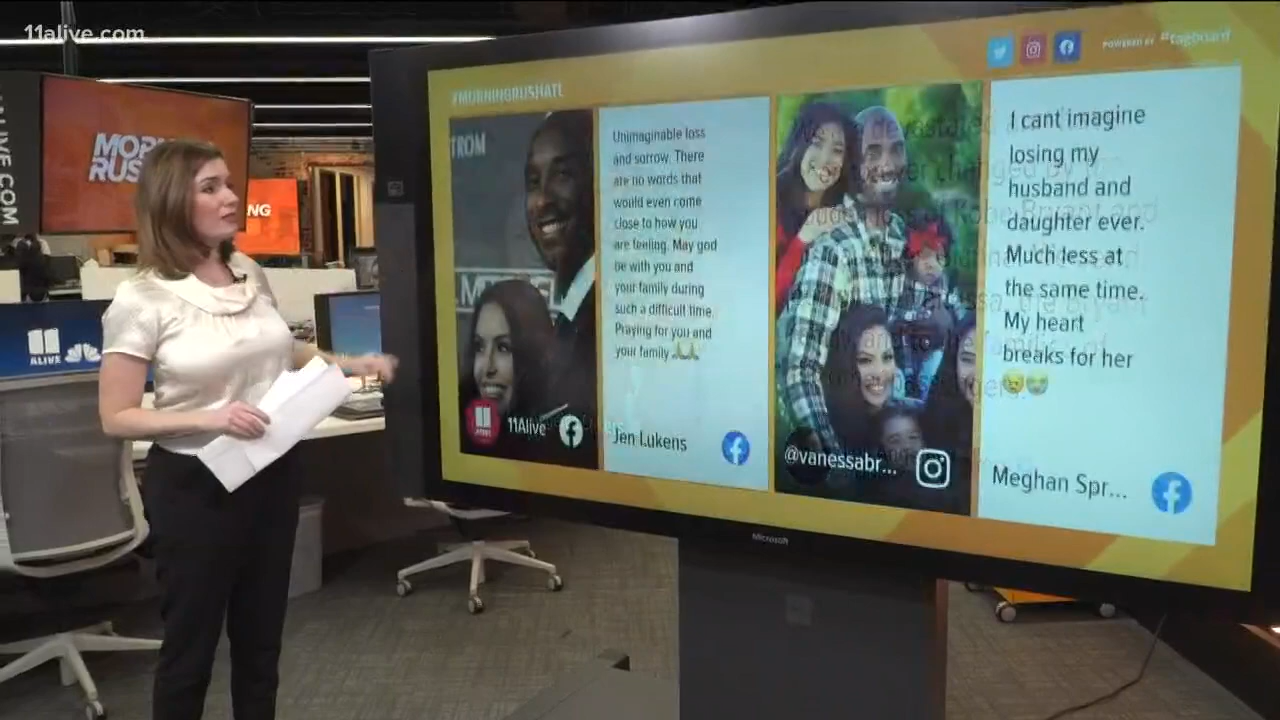 11alive.com
11ALIVE.COM
MORN
RUSH
NG
11
ALIVE
#MORNINGRUSHATL
POWERED BY #tagboard
TROM
11Alive
Unimaginable loss
and sorrow. There
are no words that
would even come
close to how you
are feeling. May god
be with you and
your family during
such a difficult time.
Praying for you and
your family 🙏🙏
Jen Lukens
@vanessabr...
I cant imagine
losing my
husband and
daughter ever.
Much less at
the same time.
My heart
breaks for her
😢😭
Meghan Spr...
Microsoft